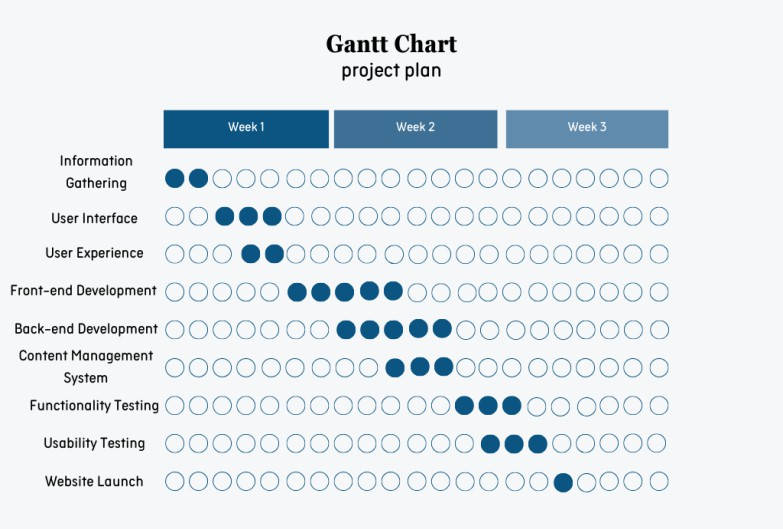 Gantt Chart
project plan
Week 1
Week 2
Week 3
Information
Gathering
User Interface
User Experience
Front-end Development
Back-end Development
Content Management
System
Functionality Testing
Usability Testing
Website Launch